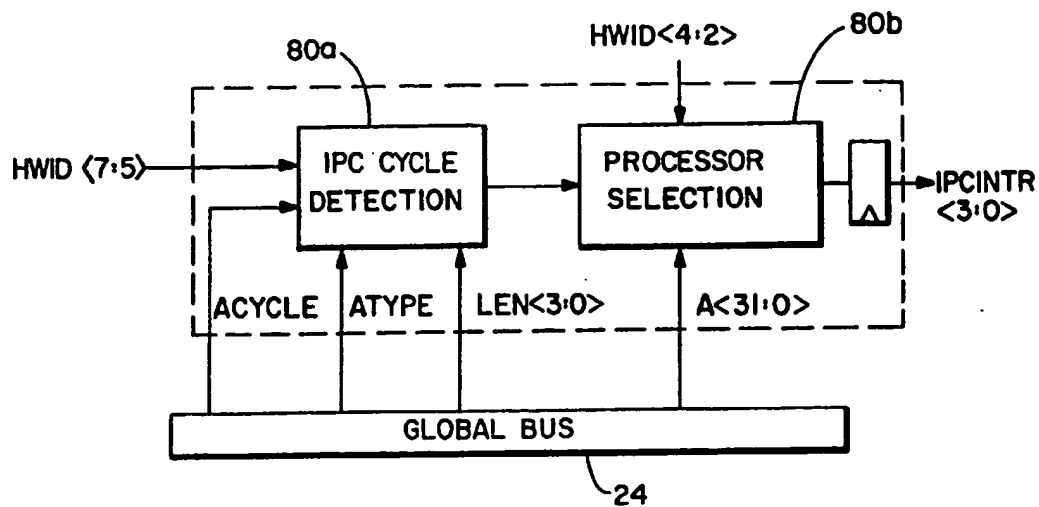 80a
HWID<4:2>
80b
HWID <7:5>
IPC CYCLE
DETECTION
PROCESSOR
SELECTION
IPCINTR
<3:0>
ACYCLE
ATYPE
LEN<3:0>
A<31:0>
GLOBAL BUS
24